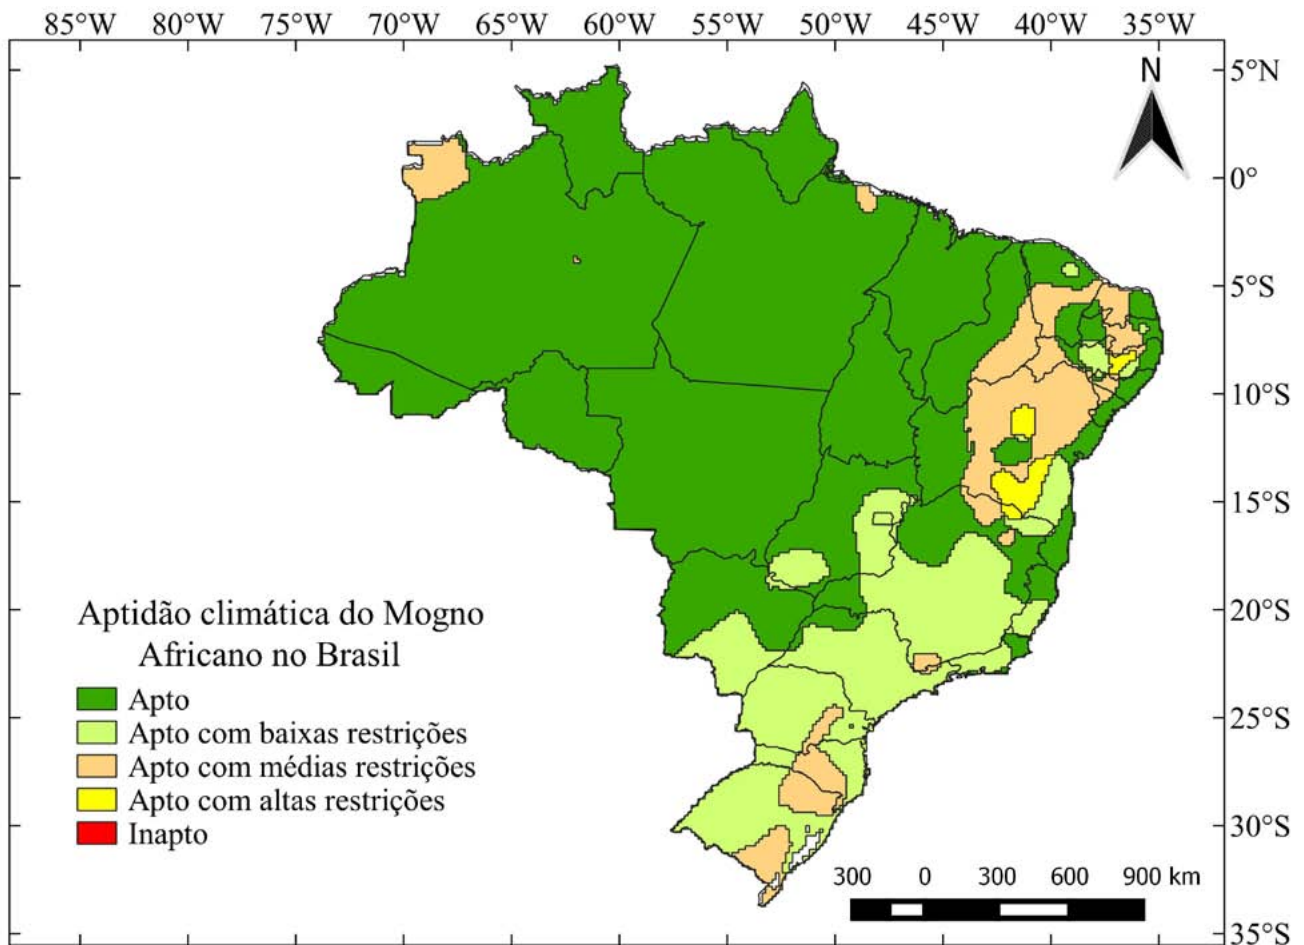 85°W 80°W 75°W 70°W 65°W 60°W 55°W 50°W 45°W 40°W 35°W
N
5°N
0°
5°S
10°S
15°S
20°S
25°S
30°S
35°S
Aptidão climática do Mogno
Africano no Brasil
Apto
Apto com baixas restrições
Apto com médias restrições
Apto com altas restrições
Inapto
300 0 300 600 900 km